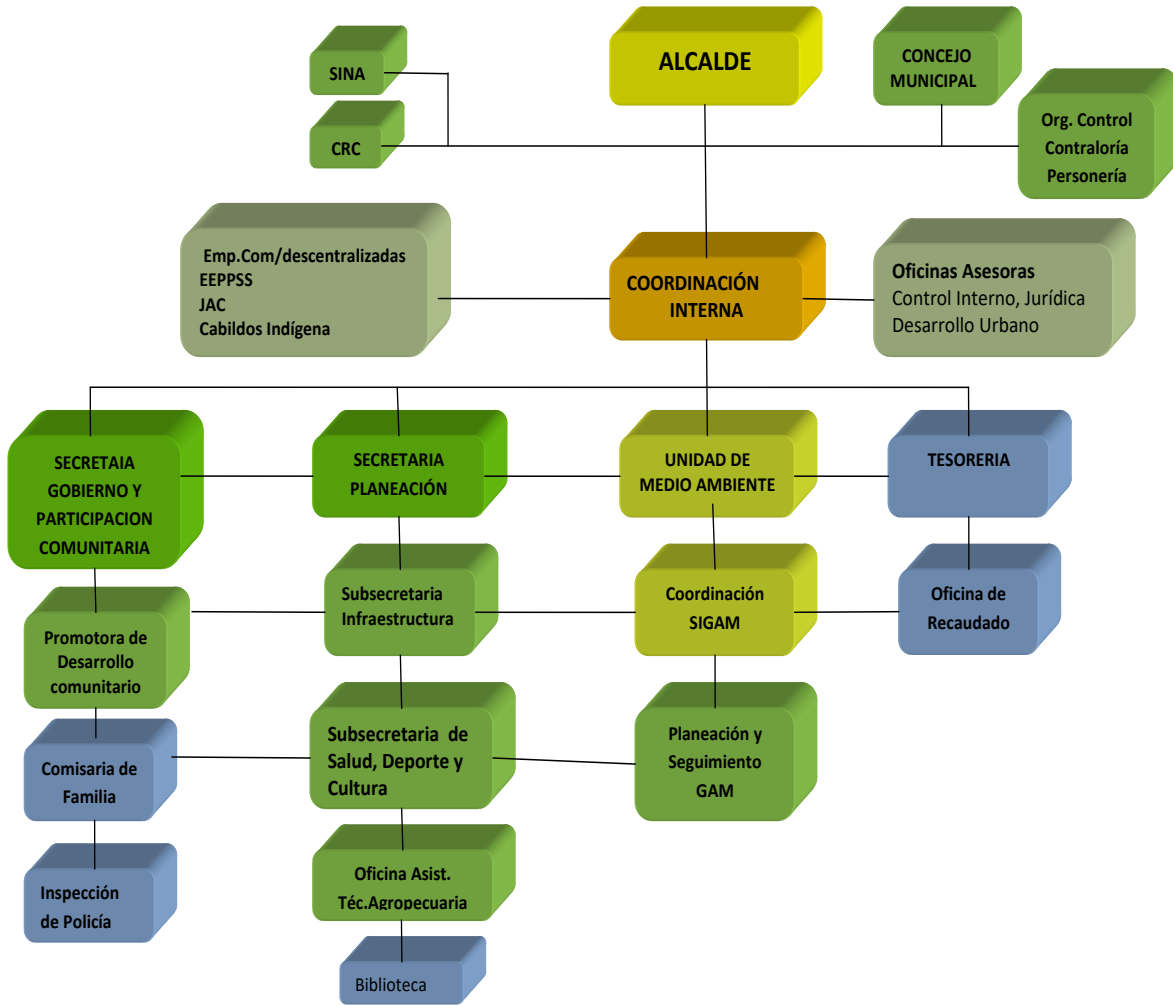 SINA
ALCALDE
CONCEJO
MUNICIPAL
CRC
Org. Control
Contraloría
Personería
Emp.Com/descentralizadas
EEPPSS
JAC
Cabildos Indígena
COORDINACIÓN
INTERNA
Oficinas Asesoras
Control Interno, Jurídica
Desarrollo Urbano
SECRETAIA
GOBIERNO Y
PARTICIPACION
COMUNITARIA
SECRETARIA
PLANEACIÓN
UNIDAD DE
MEDIO AMBIENTE
TESORERIA
Promotora de
Desarrollo
comunitario
Subsecretaria
Infraestructura
Coordinación
SIGAM
Oficina de
Recaudado
Comisaria de
Familia
Subsecretaria de
Salud, Deporte y
Cultura
Planeación y
Seguimiento
GAM
Inspección
de Policía
Oficina Asist.
Téc.Agropecuaria
Biblioteca